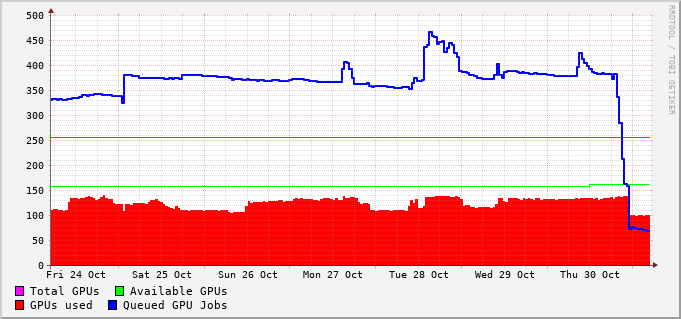 500
450
400
350
300
250
200
150
100
50
0
Fri 24 Oct Sat 25 Oct Sun 26 Oct Mon 27 Oct Tue 28 Oct Wed 29 Oct Thu 30 Oct
Total GPUs Available GPUs
GPUs used Queued GPU Jobs
RRDTOOL / TOBI OETIKER